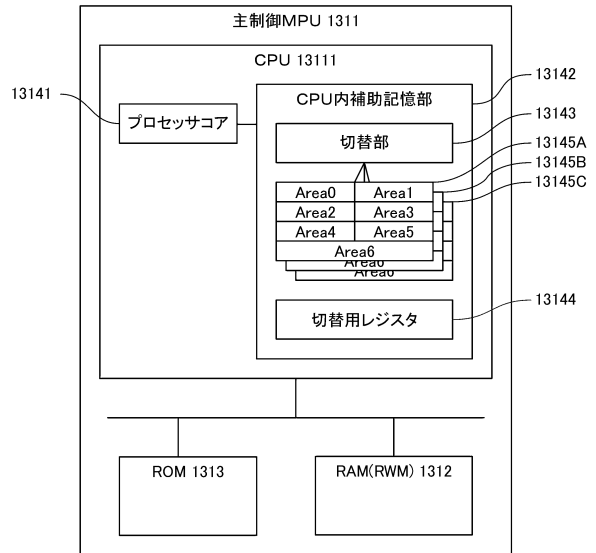 主制御MPU 1311
CPU 13111
13141
プロセッサコア
CPU内補助記憶部
13142
切替部
13143
13145A
13145B
13145C
Area0 Area1
Area2 Area3
Area4 Area5
Area6
Area6
Area6
切替用レジスタ
13144
ROM 1313
RAM(RWM) 1312